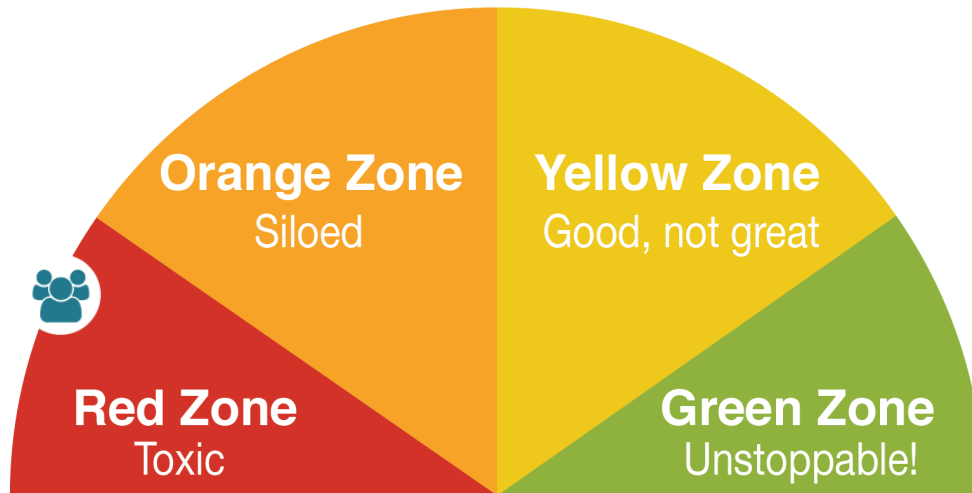 Orange Zone
Siloed
Yellow Zone
Good, not great
Red Zone
Toxic
Green Zone
Unstoppable!